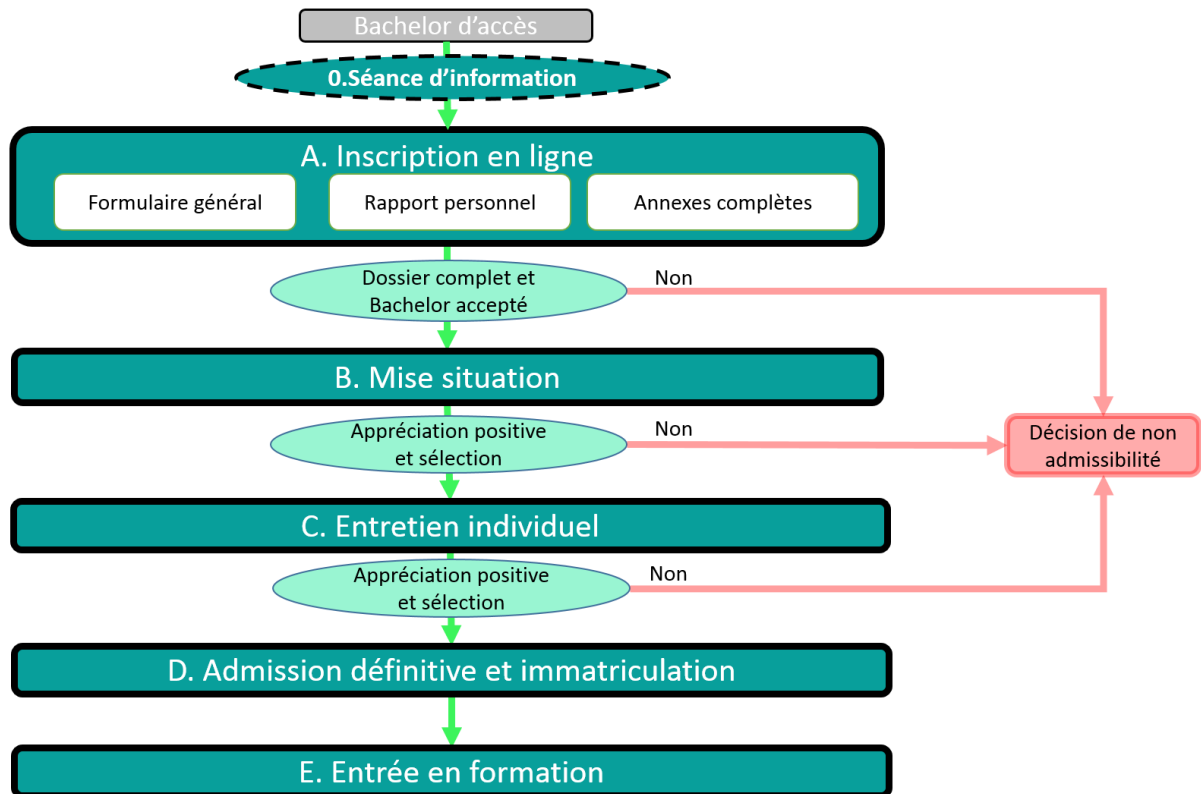 Bachelor d'accès
0.Séance d'information
A. Inscription en ligne
Formulaire général
Rapport personnel
Annexes complètes
Dossier complet et
Bachelor accepté
Non
B. Mise situation
Appréciation positive
et sélection
Non
Décision de non
admissibilité
C. Entretien individuel
Appréciation positive
et sélection
Non
D. Admission définitive et immatriculation
E. Entrée en formation